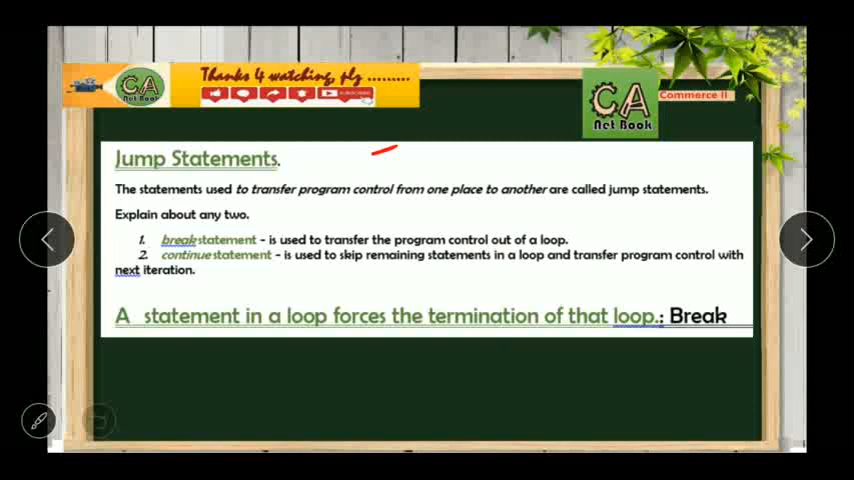 Thanks 4 watching, plz .........
CA
Net Book
SUBSCRIBE
CA
Net Book
Commerce II
Jump Statements.
The statements used to transfer program control from one place to another are called jump statements.
Explain about any two.
1. break statement - is used to transfer the program control out of a loop.
2. continue statement - is used to skip remaining statements in a loop and transfer program control with
next iteration.
A statement in a loop forces the termination of that loop.: Break